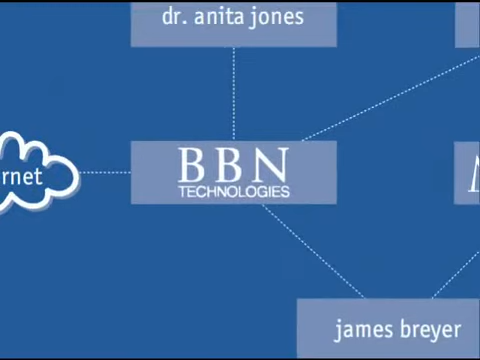 dr. anita jones
BBN
TECHNOLOGIES
rnet
james breyer